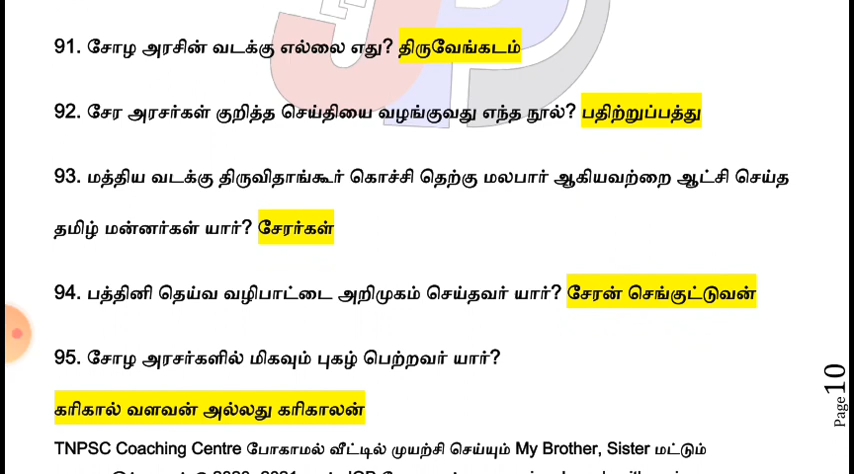 91. சோழ அரசின் வடக்கு எல்லை எது? திருவேங்கடம்
92. சேர அரசர்கள் குறித்த செய்தியை வழங்குவது எந்த நூல்? பதிற்றுப்பத்து
93. மத்திய வடக்கு திருவிதாங்கூர் கொச்சி தெற்கு மலபார் ஆகியவற்றை ஆட்சி செய்த
தமிழ் மன்னர்கள் யார்? சேரர்கள்
94. பத்தினி தெய்வ வழிபாட்டை அறிமுகம் செய்தவர் யார்? சேரன் செங்குட்டுவன்
95. சோழ அரசர்களில் மிகவும் புகழ் பெற்றவர் யார்?
கரிகால் வளவன் அல்லது கரிகாலன்
Page 10
TNPSC Coaching Centre போகாமல் வீட்டில் முயற்சி செய்யும் My Brother, Sister மட்டும்